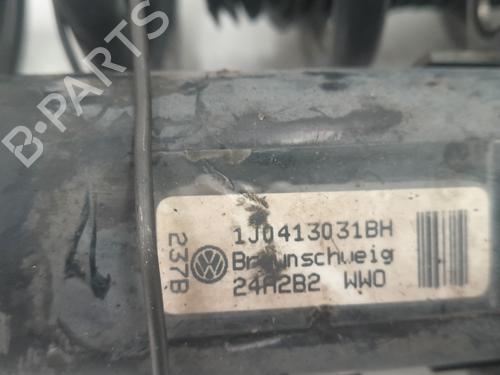 B-PARTS
1J0413031BH
Braunschweig
24A2B2 WWO
237B